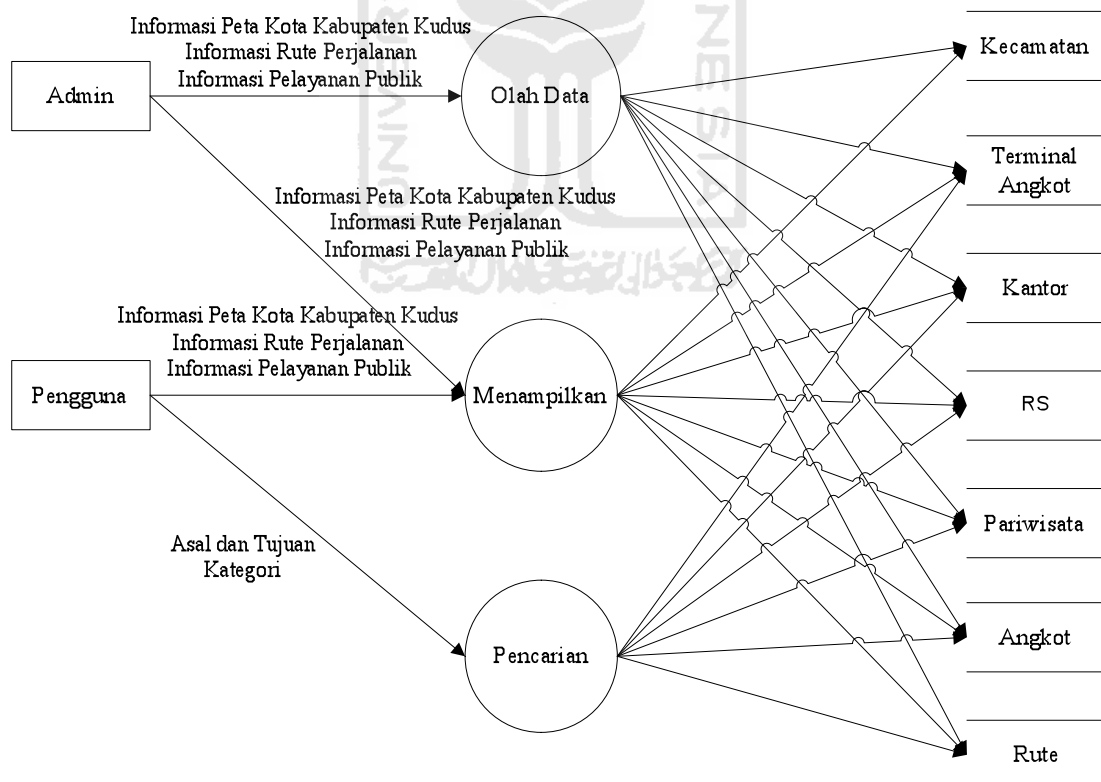 Informasi Peta Kota Kabupaten Kudus
Informasi Rute Perjalanan
Informasi Pelayanan Publik
Admin
Olah Data
Kecamatan
Terminal
Angkot
Informasi Peta Kota Kabupaten Kudus
Informasi Rute Perjalanan
Informasi Pelayanan Publik
Kantor
Informasi Peta Kota Kabupaten Kudus
Informasi Rute Perjalanan
Informasi Pelayanan Publik
Pengguna
Menampilkan
RS
Pariwisata
Asal dan Tujuan
Kategori
Pencarian
Angkot
Rute